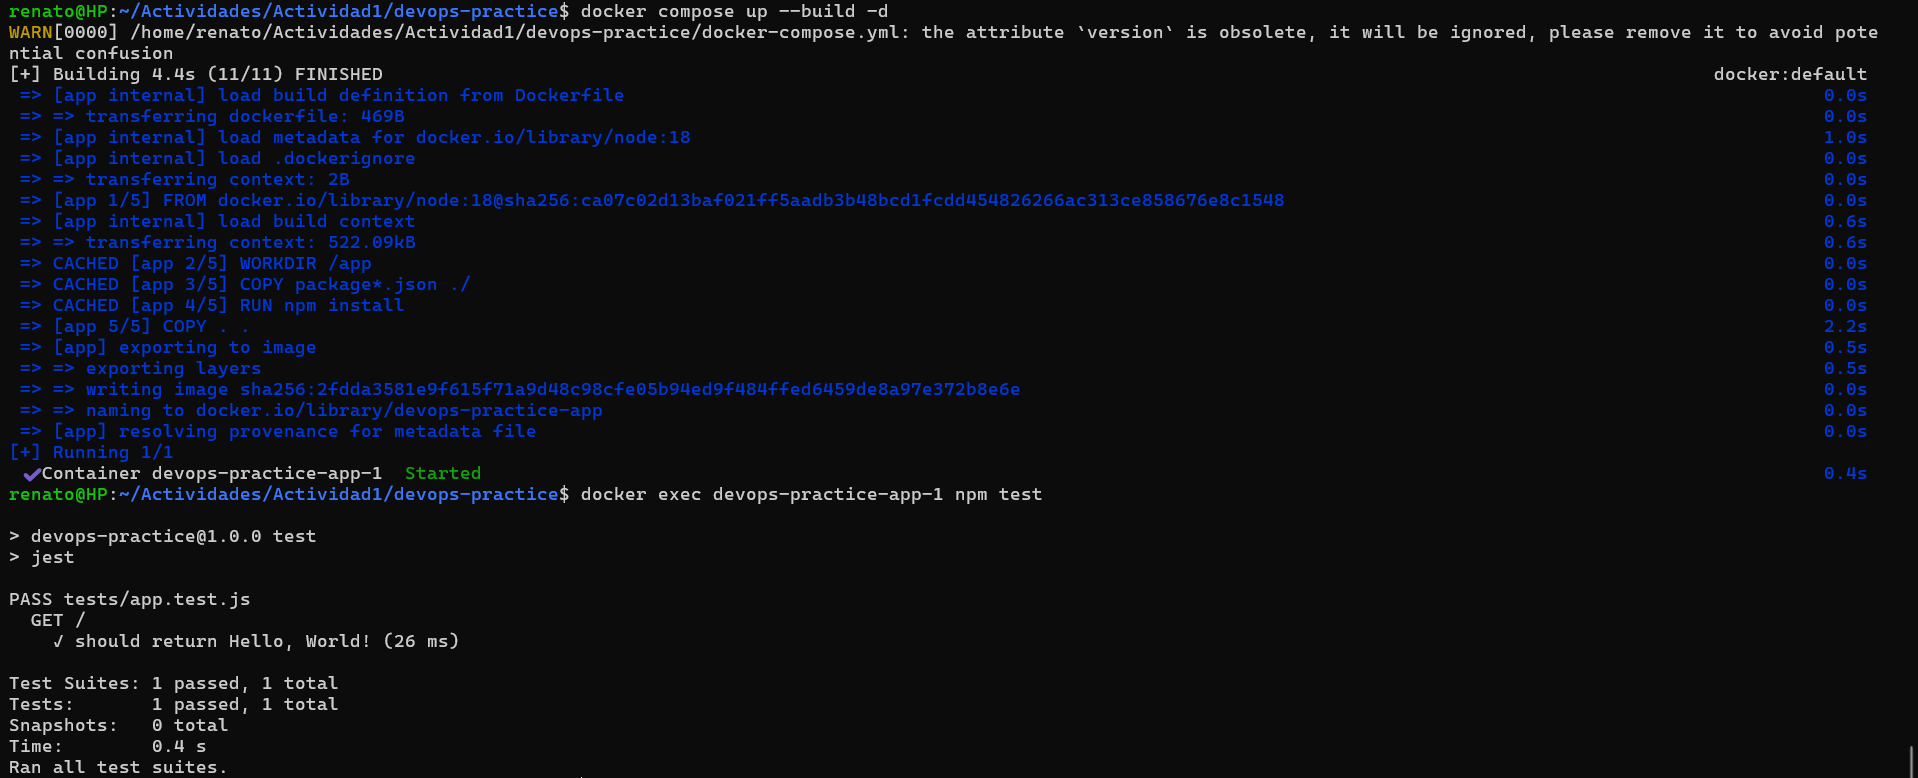 renato@HP:~/Actividades/Actividad1/devops-practice$ docker compose up --build -d
WARN[0000] /home/renato/Actividades/Actividad1/devops-practice/docker-compose.yml: the attribute `version` is obsolete, it will be ignored, please remove it to avoid pote
ntial confusion
[+] Building 4.4s (11/11) FINISHED docker:default
=> [app internal] load build definition from Dockerfile 0.0s
=> => transferring dockerfile: 469B 0.0s
=> [app internal] load metadata for docker.io/library/node:18 1.0s
=> [app internal] load .dockerignore 0.0s
=> => transferring context: 2B 0.0s
=> [app 1/5] FROM docker.io/library/node:18@sha256:ca07c02d13baf021ff5aadb3b48bcd1fcdd454826266ac313ce858676e8c1548 0.0s
=> [app internal] load build context 0.6s
=> => transferring context: 522.09kB 0.6s
=> CACHED [app 2/5] WORKDIR /app 0.0s
=> CACHED [app 3/5] COPY package*.json ./ 0.0s
=> CACHED [app 4/5] RUN npm install 0.0s
=> [app 5/5] COPY . . 2.2s
=> [app] exporting to image 0.5s
=> => exporting layers 0.5s
=> => writing image sha256:2fdda3581e9f615f71a9d48c98cfe05b94ed9f484ffed6459de8a97e372b8e6e 0.0s
=> => naming to docker.io/library/devops-practice-app 0.0s
=> [app] resolving provenance for metadata file 0.0s
[+] Running 1/1
✔Container devops-practice-app-1 Started 0.4s
renato@HP:~/Actividades/Actividad1/devops-practice$ docker exec devops-practice-app-1 npm test
> devops-practice@1.0.0 test
> jest
PASS tests/app.test.js
GET /
✓ should return Hello, World! (26 ms)
Test Suites: 1 passed, 1 total
Tests: 1 passed, 1 total
Snapshots: 0 total
Time: 0.4 s
Ran all test suites.